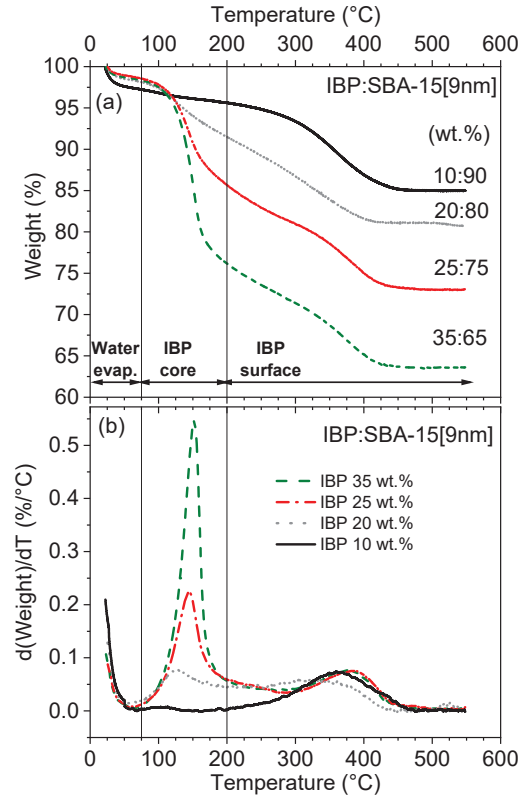 Temperature (°C)
0 100 200 300 400 500 600
100
95
90
85
80
75
70
65
60
Weight (%)
(a)
IBP:SBA-15[9nm]
(wt.%)
10:90
20:80
25:75
35:65
Water evap.
IBP core
IBP surface
(b)
IBP:SBA-15[9nm]
IBP 35 wt.%
IBP 25 wt.%
IBP 20 wt.%
IBP 10 wt.%
0.5
0.4
0.3
0.2
0.1
0.0
d(Weight)/dT (%/°C)
0 100 200 300 400 500 600
Temperature (°C)